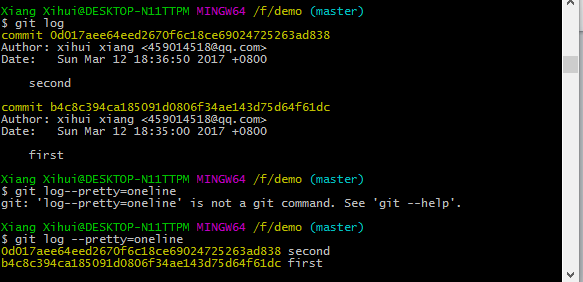 Xiang Xihui@DESKTOP-N11TTPM MINGW64 /f/demo (master)
$ git log
commit 0d017aee64eed2670f6c18ce69024725263ad838
Author: xihui xiang <459014518@qq.com>
Date:   Sun Mar 12 18:36:50 2017 +0800
second
commit b4c8c394ca185091d0806f34ae143d75d64f61dc
Author: xihui xiang <459014518@qq.com>
Date:   Sun Mar 12 18:35:00 2017 +0800
first
Xiang Xihui@DESKTOP-N11TTPM MINGW64 /f/demo (master)
$ git log--pretty=oneline
git: 'log--pretty=oneline' is not a git command. See 'git --help'.
Xiang Xihui@DESKTOP-N11TTPM MINGW64 /f/demo (master)
$ git log --pretty=oneline
0d017aee64eed2670f6c18ce69024725263ad838 second
b4c8c394ca185091d0806f34ae143d75d64f61dc first